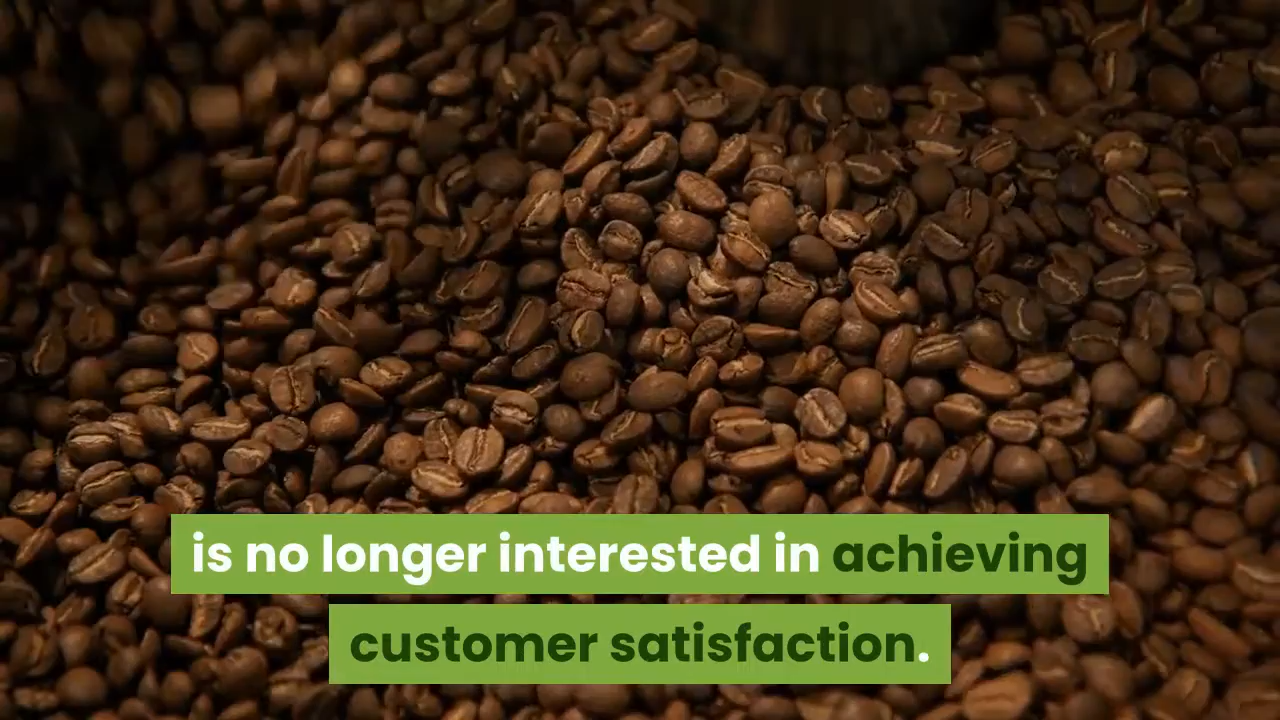 is no longer interested in achieving
customer satisfaction.